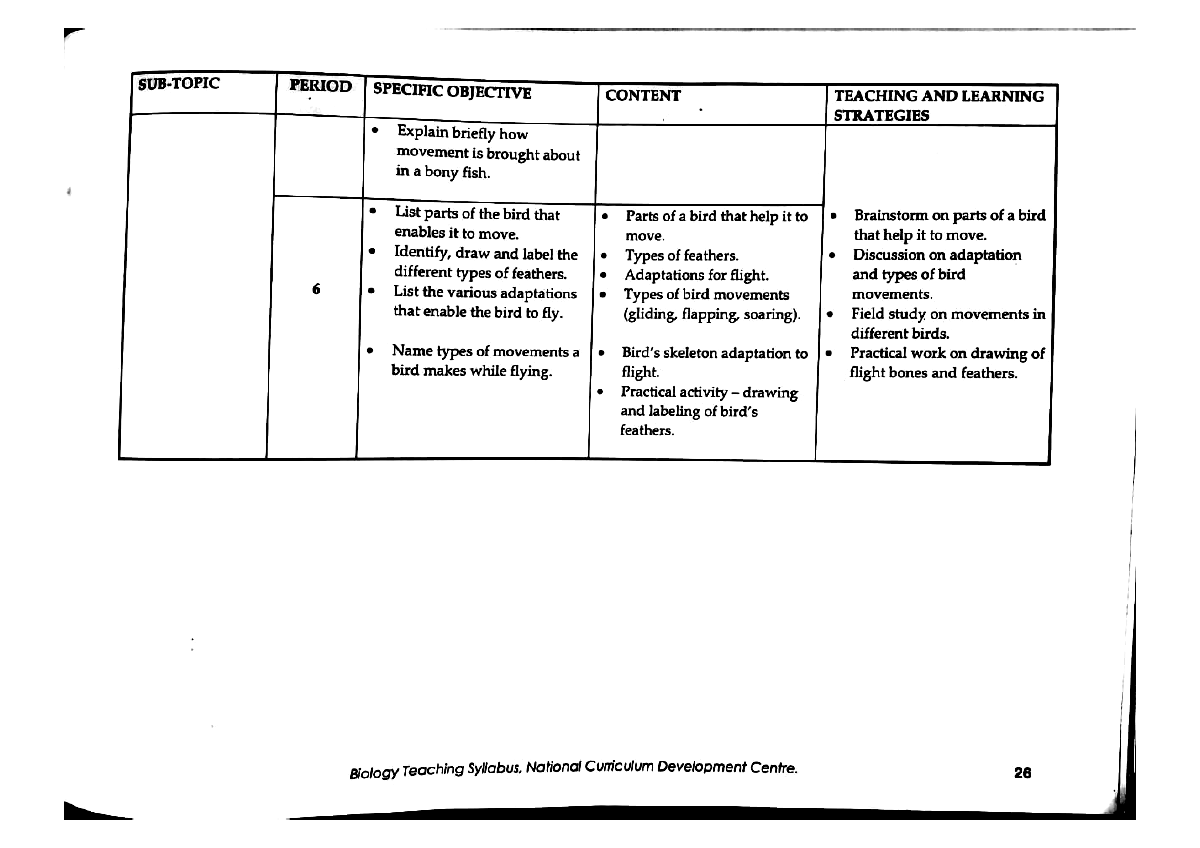 SUB-TOPIC
PERIOD
SPECIFIC OBJECTIVE
CONTENT
TEACHING AND LEARNING
STRATEGIES
• Explain briefly how
movement is brought about
in a bony fish.
6
• List parts of the bird that
enables it to move.
• Identify, draw and label the
different types of feathers.
• List the various adaptations
that enable the bird to fly.
• Name types of movements a
bird makes while flying.
• Parts of a bird that help it to
move.
• Types of feathers.
• Adaptations for flight.
• Types of bird movements
(gliding, flapping, soaring).
• Bird's skeleton adaptation to
flight.
• Practical activity – drawing
and labeling of bird's
feathers.
• Brainstorm on parts of a bird
that help it to move.
• Discussion on adaptation
and types of bird
movements.
• Field study on movements in
different birds.
• Practical work on drawing of
flight bones and feathers.
Biology Teaching Syllabus, National Curriculum Development Centre.
26